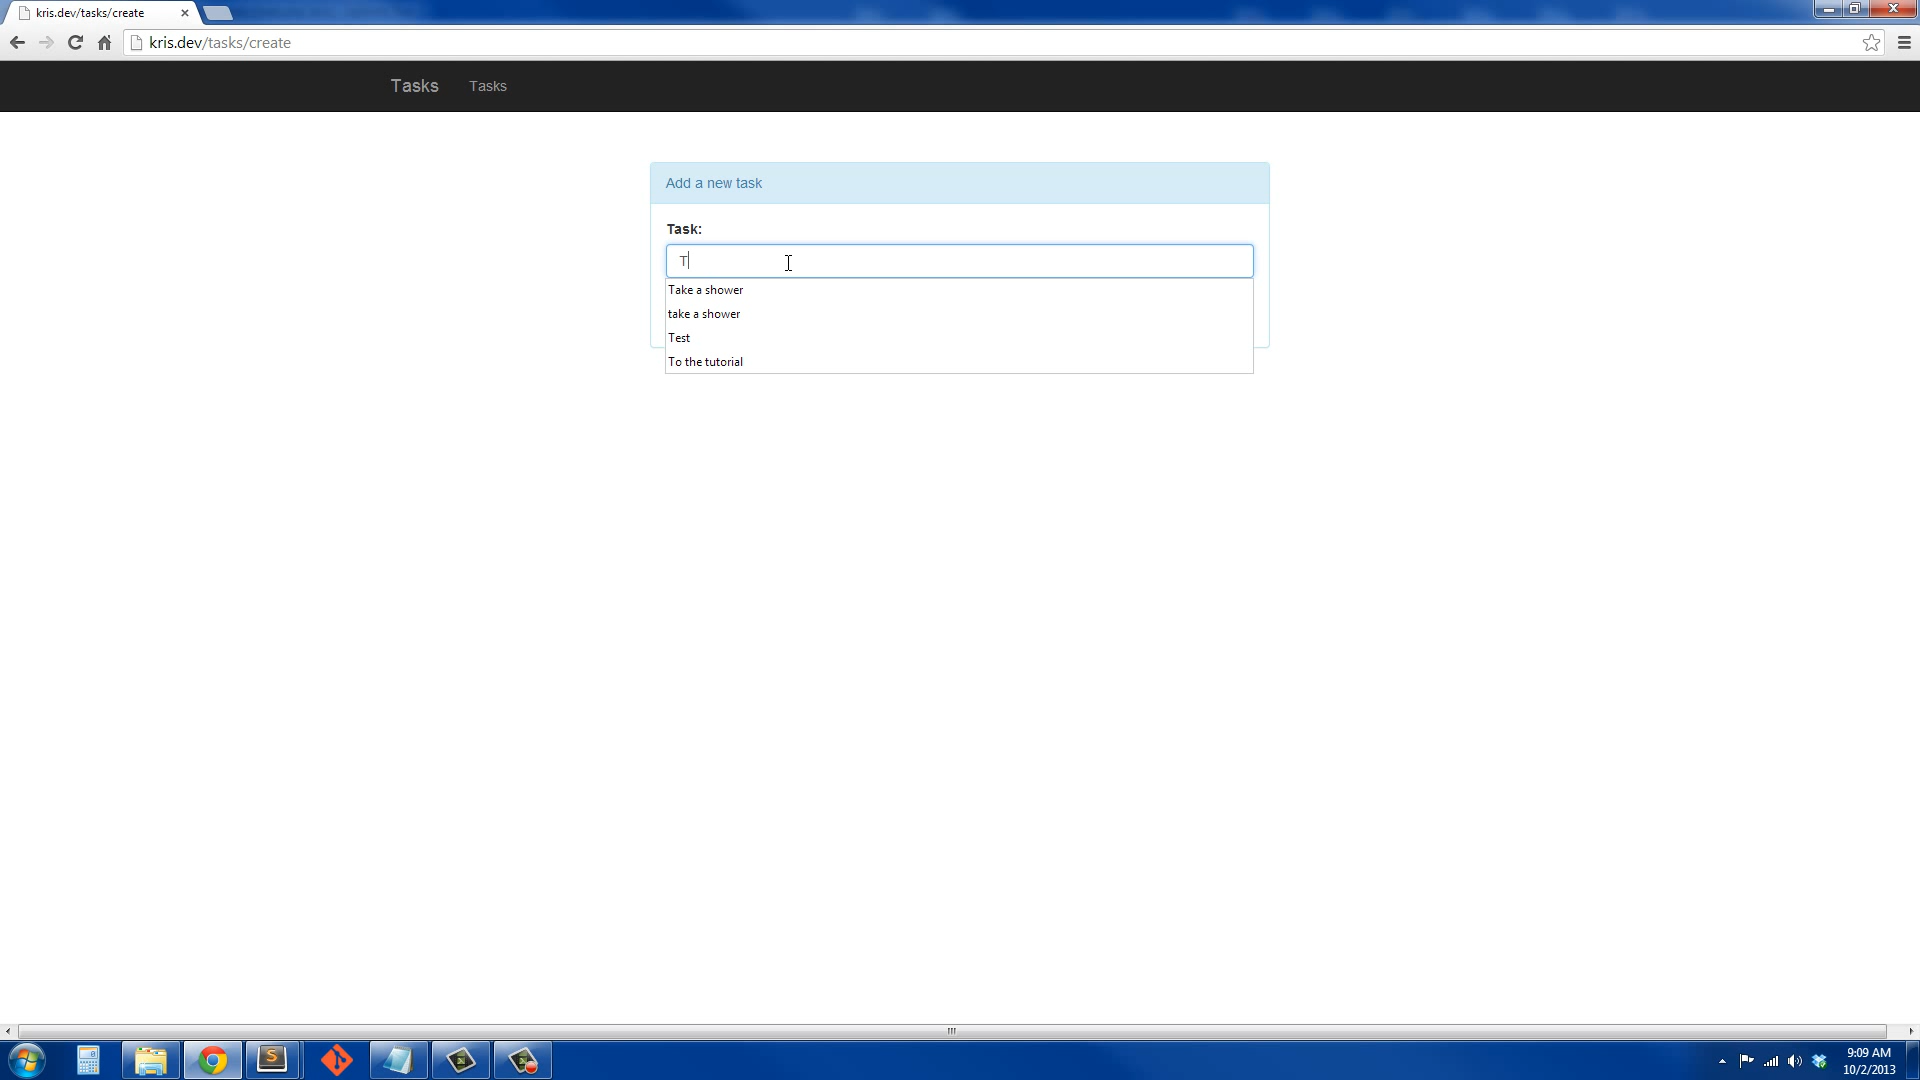 kris.dev/tasks/create
kris.dev/tasks/create
Tasks Tasks
Add a new task
Task:
T
Take a shower
take a shower
Test
To the tutorial
9:09 AM
10/2/2013